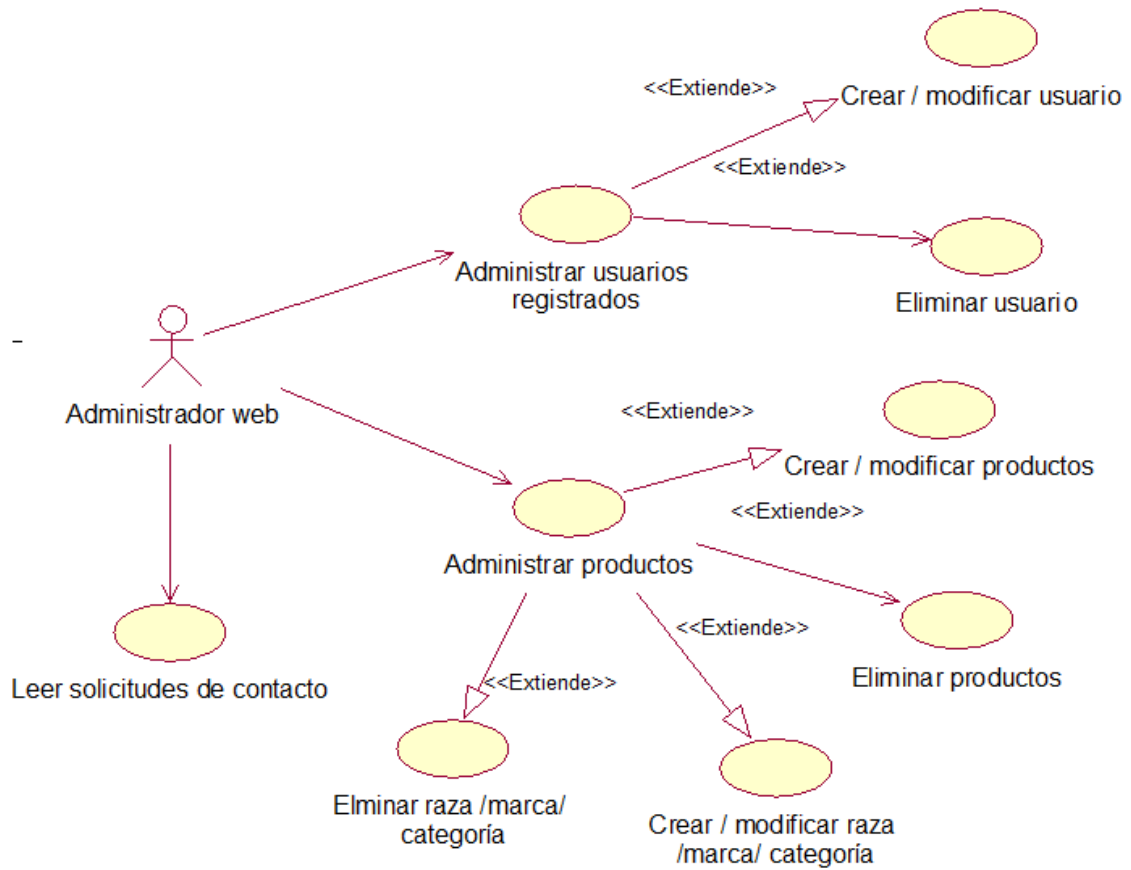 <<Extiende>>
Crear / modificar usuario
<<Extiende>>
Administrar usuarios
registrados
Eliminar usuario
Administrador web
<<Extiende>>
Crear / modificar productos
<<Extiende>>
Administrar productos
<<Extiende>>
Eliminar productos
Leer solicitudes de contacto
<<Extiende>>
Elminar raza /marca/
categoría
Crear / modificar raza
/marca/ categoría